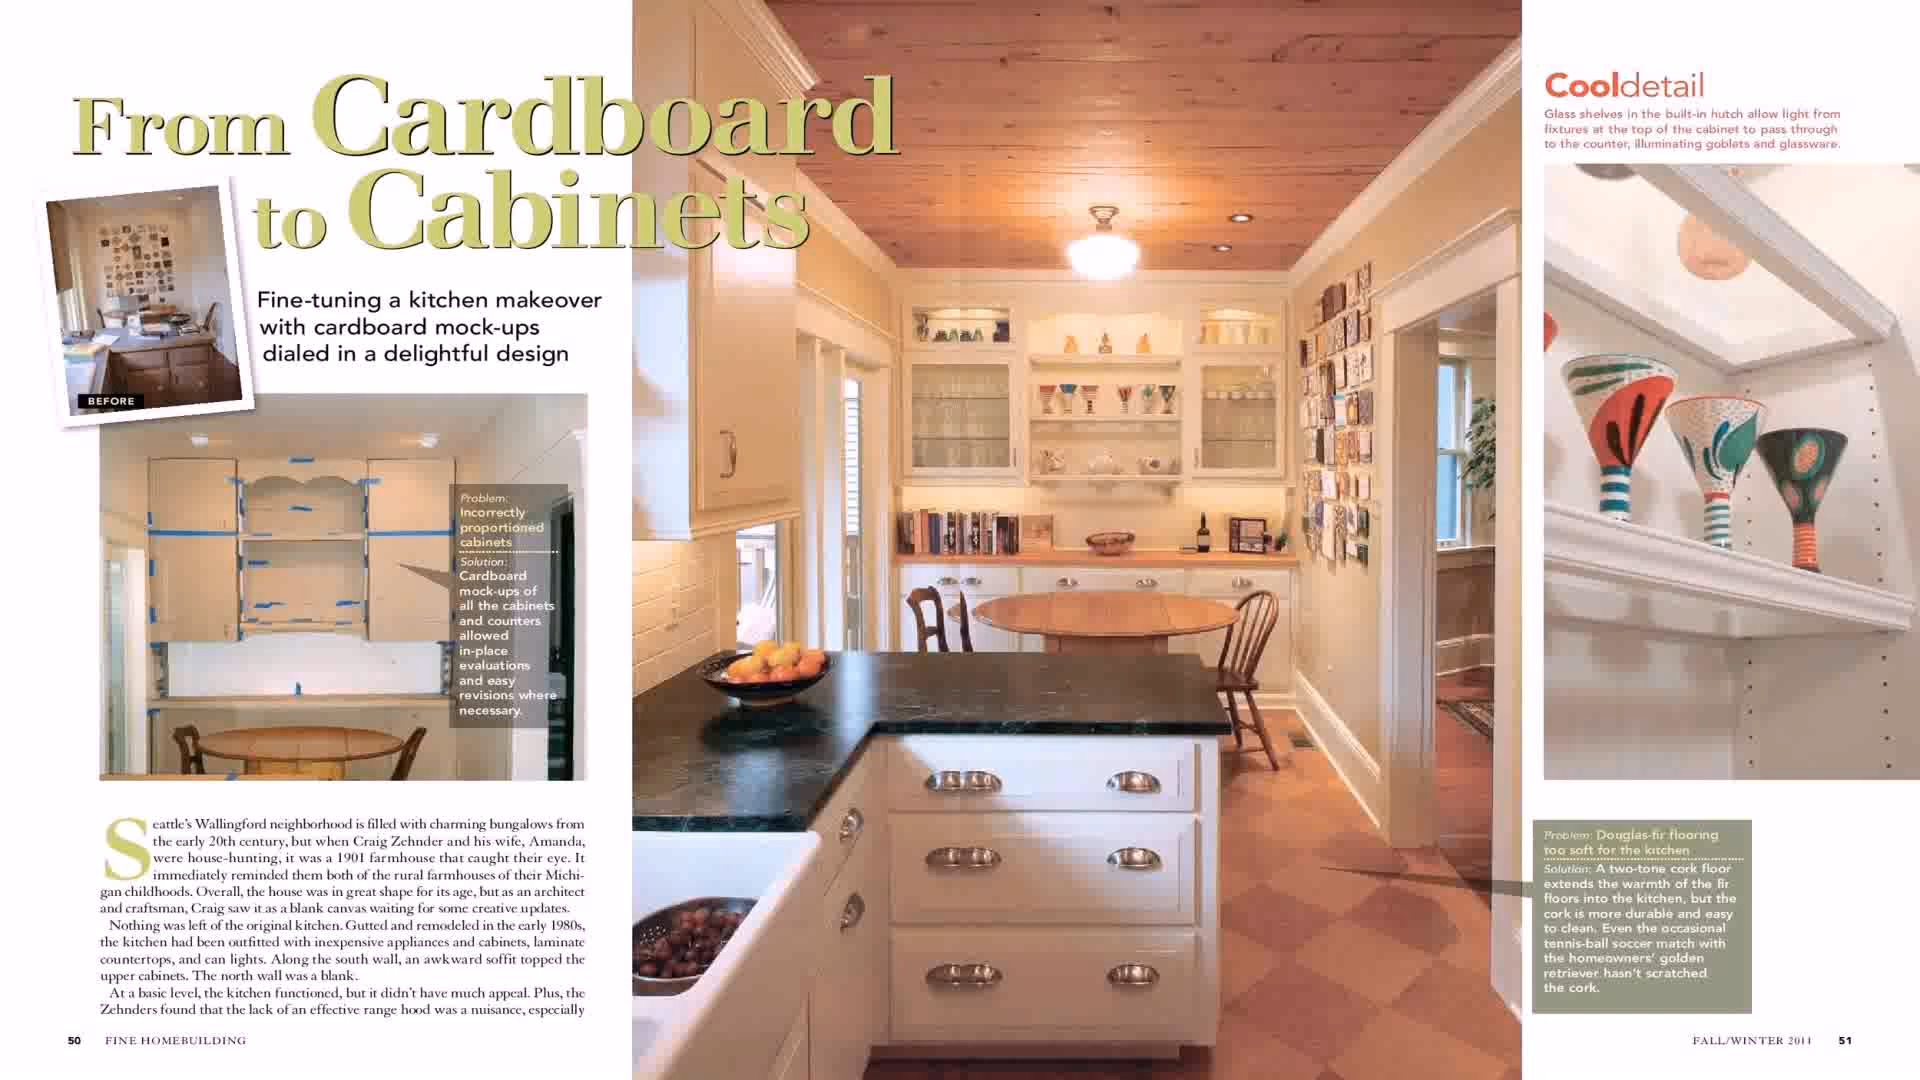 From Cardboard
to Cabinets
Fine-tuning a kitchen makeover
with cardboard mock-ups
dialed in a delightful design
BEFORE
Problem:
Incorrectly
proportioned
cabinets
Solution:
Cardboard
mock-ups of
all the cabinets
and counters
allowed
in-place
evaluations
and easy
revisions where
necessary.
Seattle's Wallingford neighborhood is filled with charming bungalows from
the early 20th century, but when Craig Zehnder and his wife, Amanda,
were house-hunting, it was a 1901 farmhouse that caught their eye. It
immediately reminded them both of the rural farmhouses of their Michi-
gan childhoods. Overall, the house was in great shape for its age, but as an architect
and craftsman, Craig saw it as a blank canvas waiting for some creative updates.
Nothing was left of the original kitchen. Gutted and remodeled in the early 1980s,
the kitchen had been outfitted with inexpensive appliances and cabinets, laminate
countertops, and can lights. Along the south wall, an awkward soffit topped the
upper cabinets. The north wall was a blank.
At a basic level, the kitchen functioned, but it didn't have much appeal. Plus, the
Zehnders found that the lack of an effective range hood was a nuisance, especially
50 FINE HOMEBUILDING
Cooldetail
Glass shelves in the built-in hutch allow light from
fixtures at the top of the cabinet to pass through
to the counter, illuminating goblets and glassware.
Problem: Douglas-fir flooring
too soft for the kitchen
Solution: A two-tone cork floor
extends the warmth of the fir
floors into the kitchen, but the
cork is more durable and easy
to clean. Even the occasional
tennis-ball soccer match with
the homeowners' golden
retriever hasn't scratched
the cork.
FALL/WINTER 2014 51